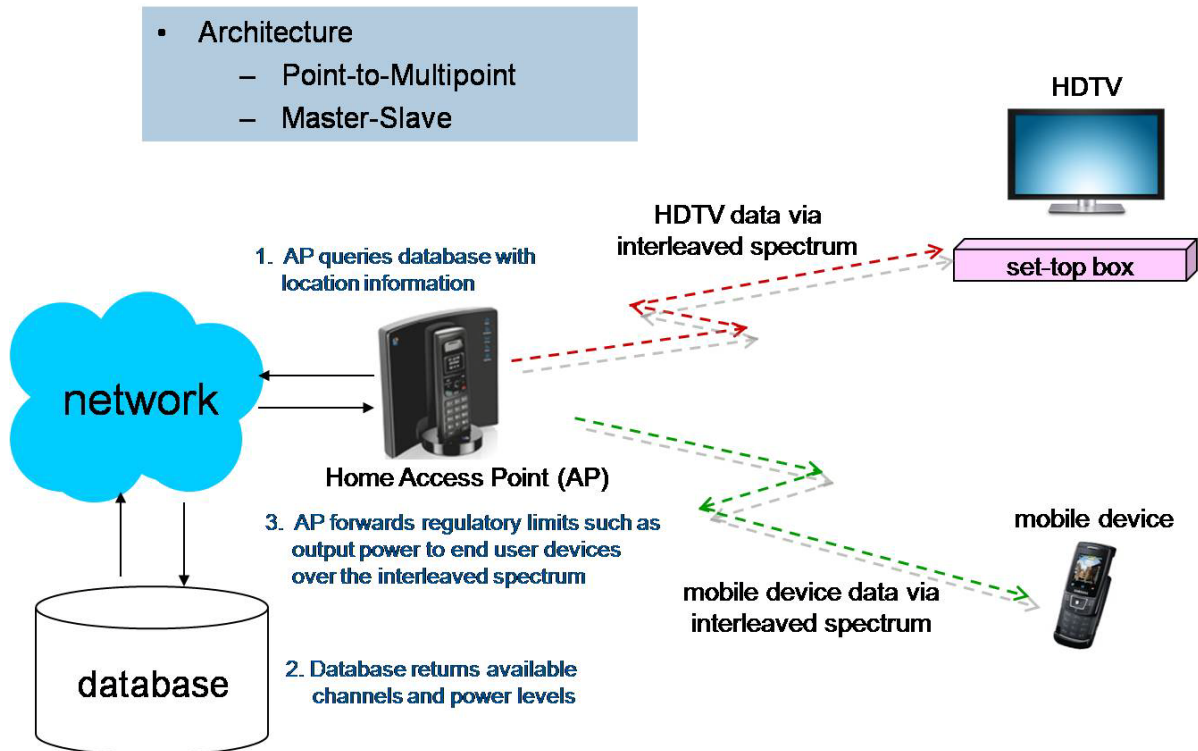 • Architecture
– Point-to-Multipoint
– Master-Slave
HDTV
HDTV data via
interleaved spectrum
set-top box
1. AP queries database with
location information
network
Home Access Point (AP)
3. AP forwards regulatory limits such as
output power to end user devices
over the interleaved spectrum
mobile device
mobile device data via
interleaved spectrum
database
2. Database returns available
channels and power levels